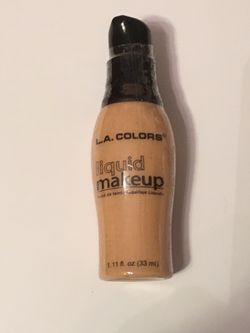 L.A. COLORS
liquid
makeup
1.11 fl. oz (33 ml)